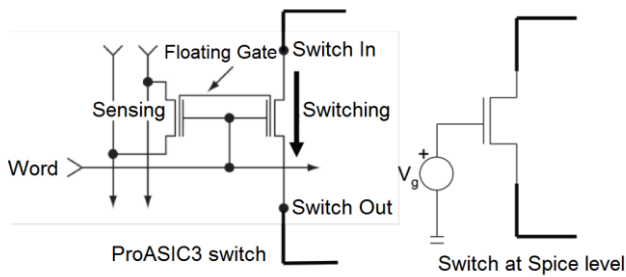 Floating Gate
Switch In
Sensing
Switching
Word
Switch Out
ProASIC3 switch
+
Vg
Switch at Spice level